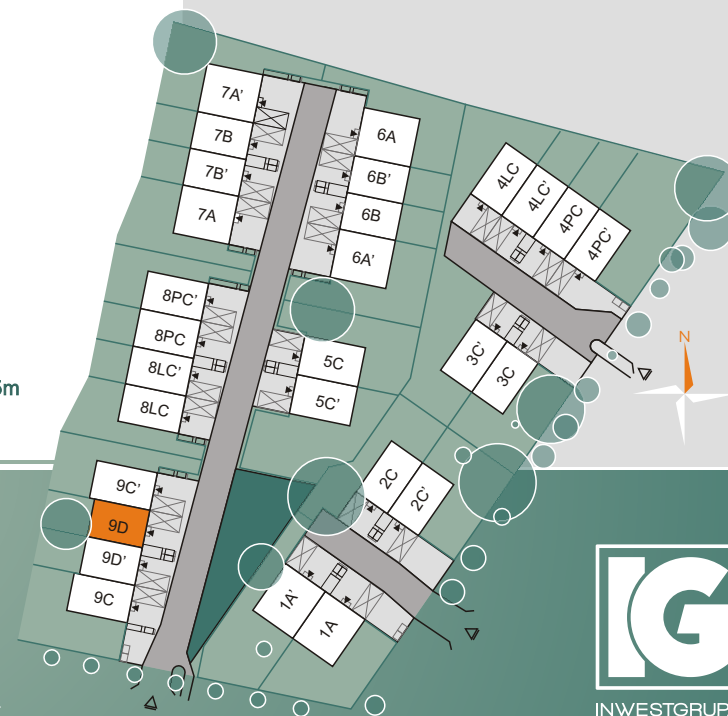 7A'
7B
7B'
7A
6A
6B'
6B
6A'
4LC
4LC'
4PC
4PC'
8PC'
8PC
8LC'
8LC
5C
5C'
3C'
3C
N
5m
9C'
9D
9D'
9C
2C
2C'
1A'
1A
IG
INWESTGRUP